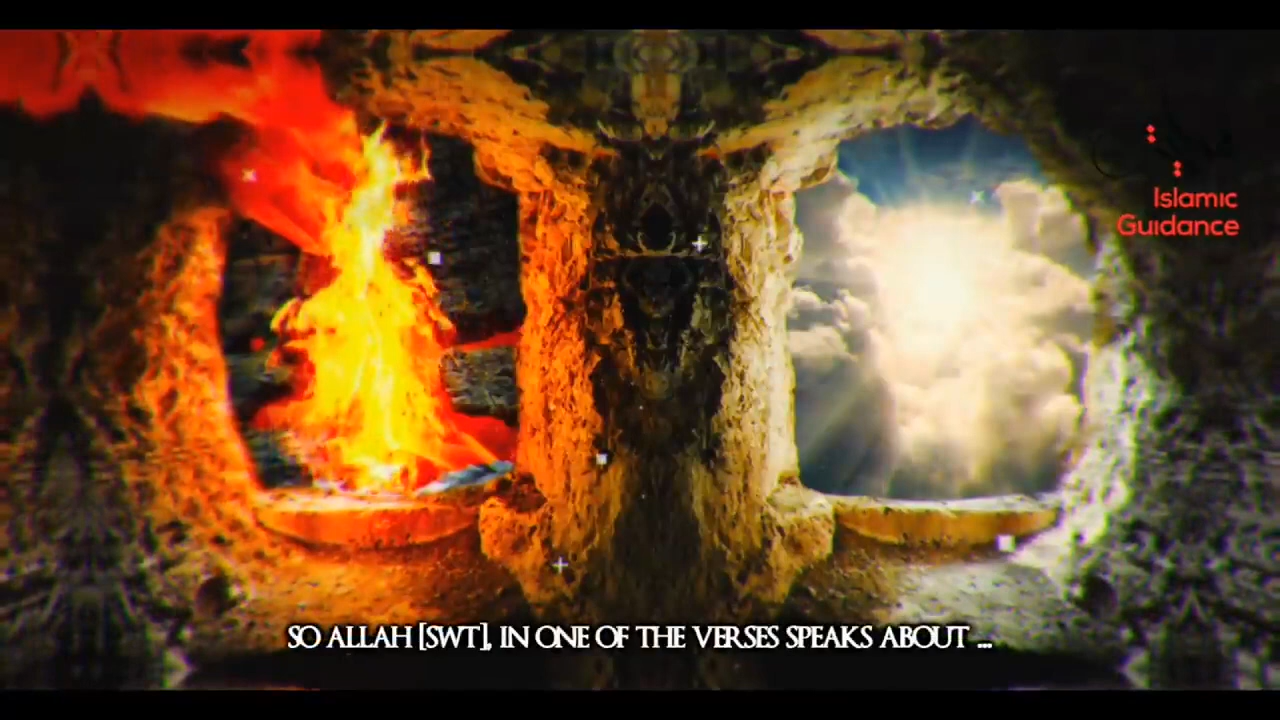 Islamic
Guidance
SO ALLAH [SWT], IN ONE OF THE VERSES SPEAKS ABOUT ...